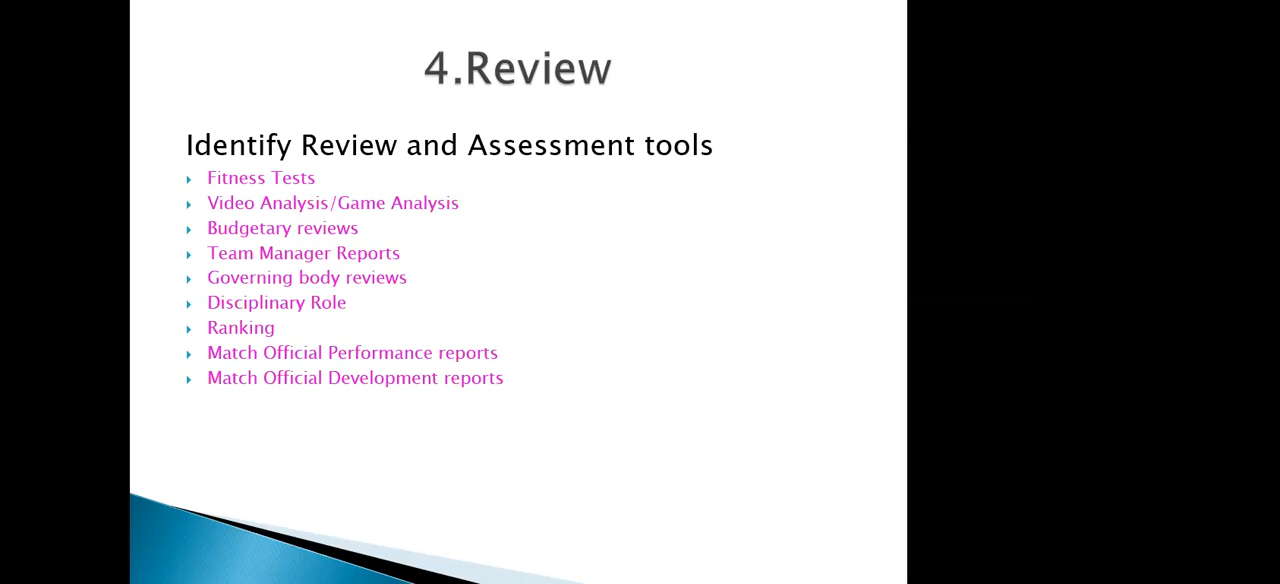 4.Review
Identify Review and Assessment tools
Fitness Tests
Video Analysis/Game Analysis
Budgetary reviews
Team Manager Reports
Governing body reviews
Disciplinary Role
Ranking
Match Official Performance reports
Match Official Development reports